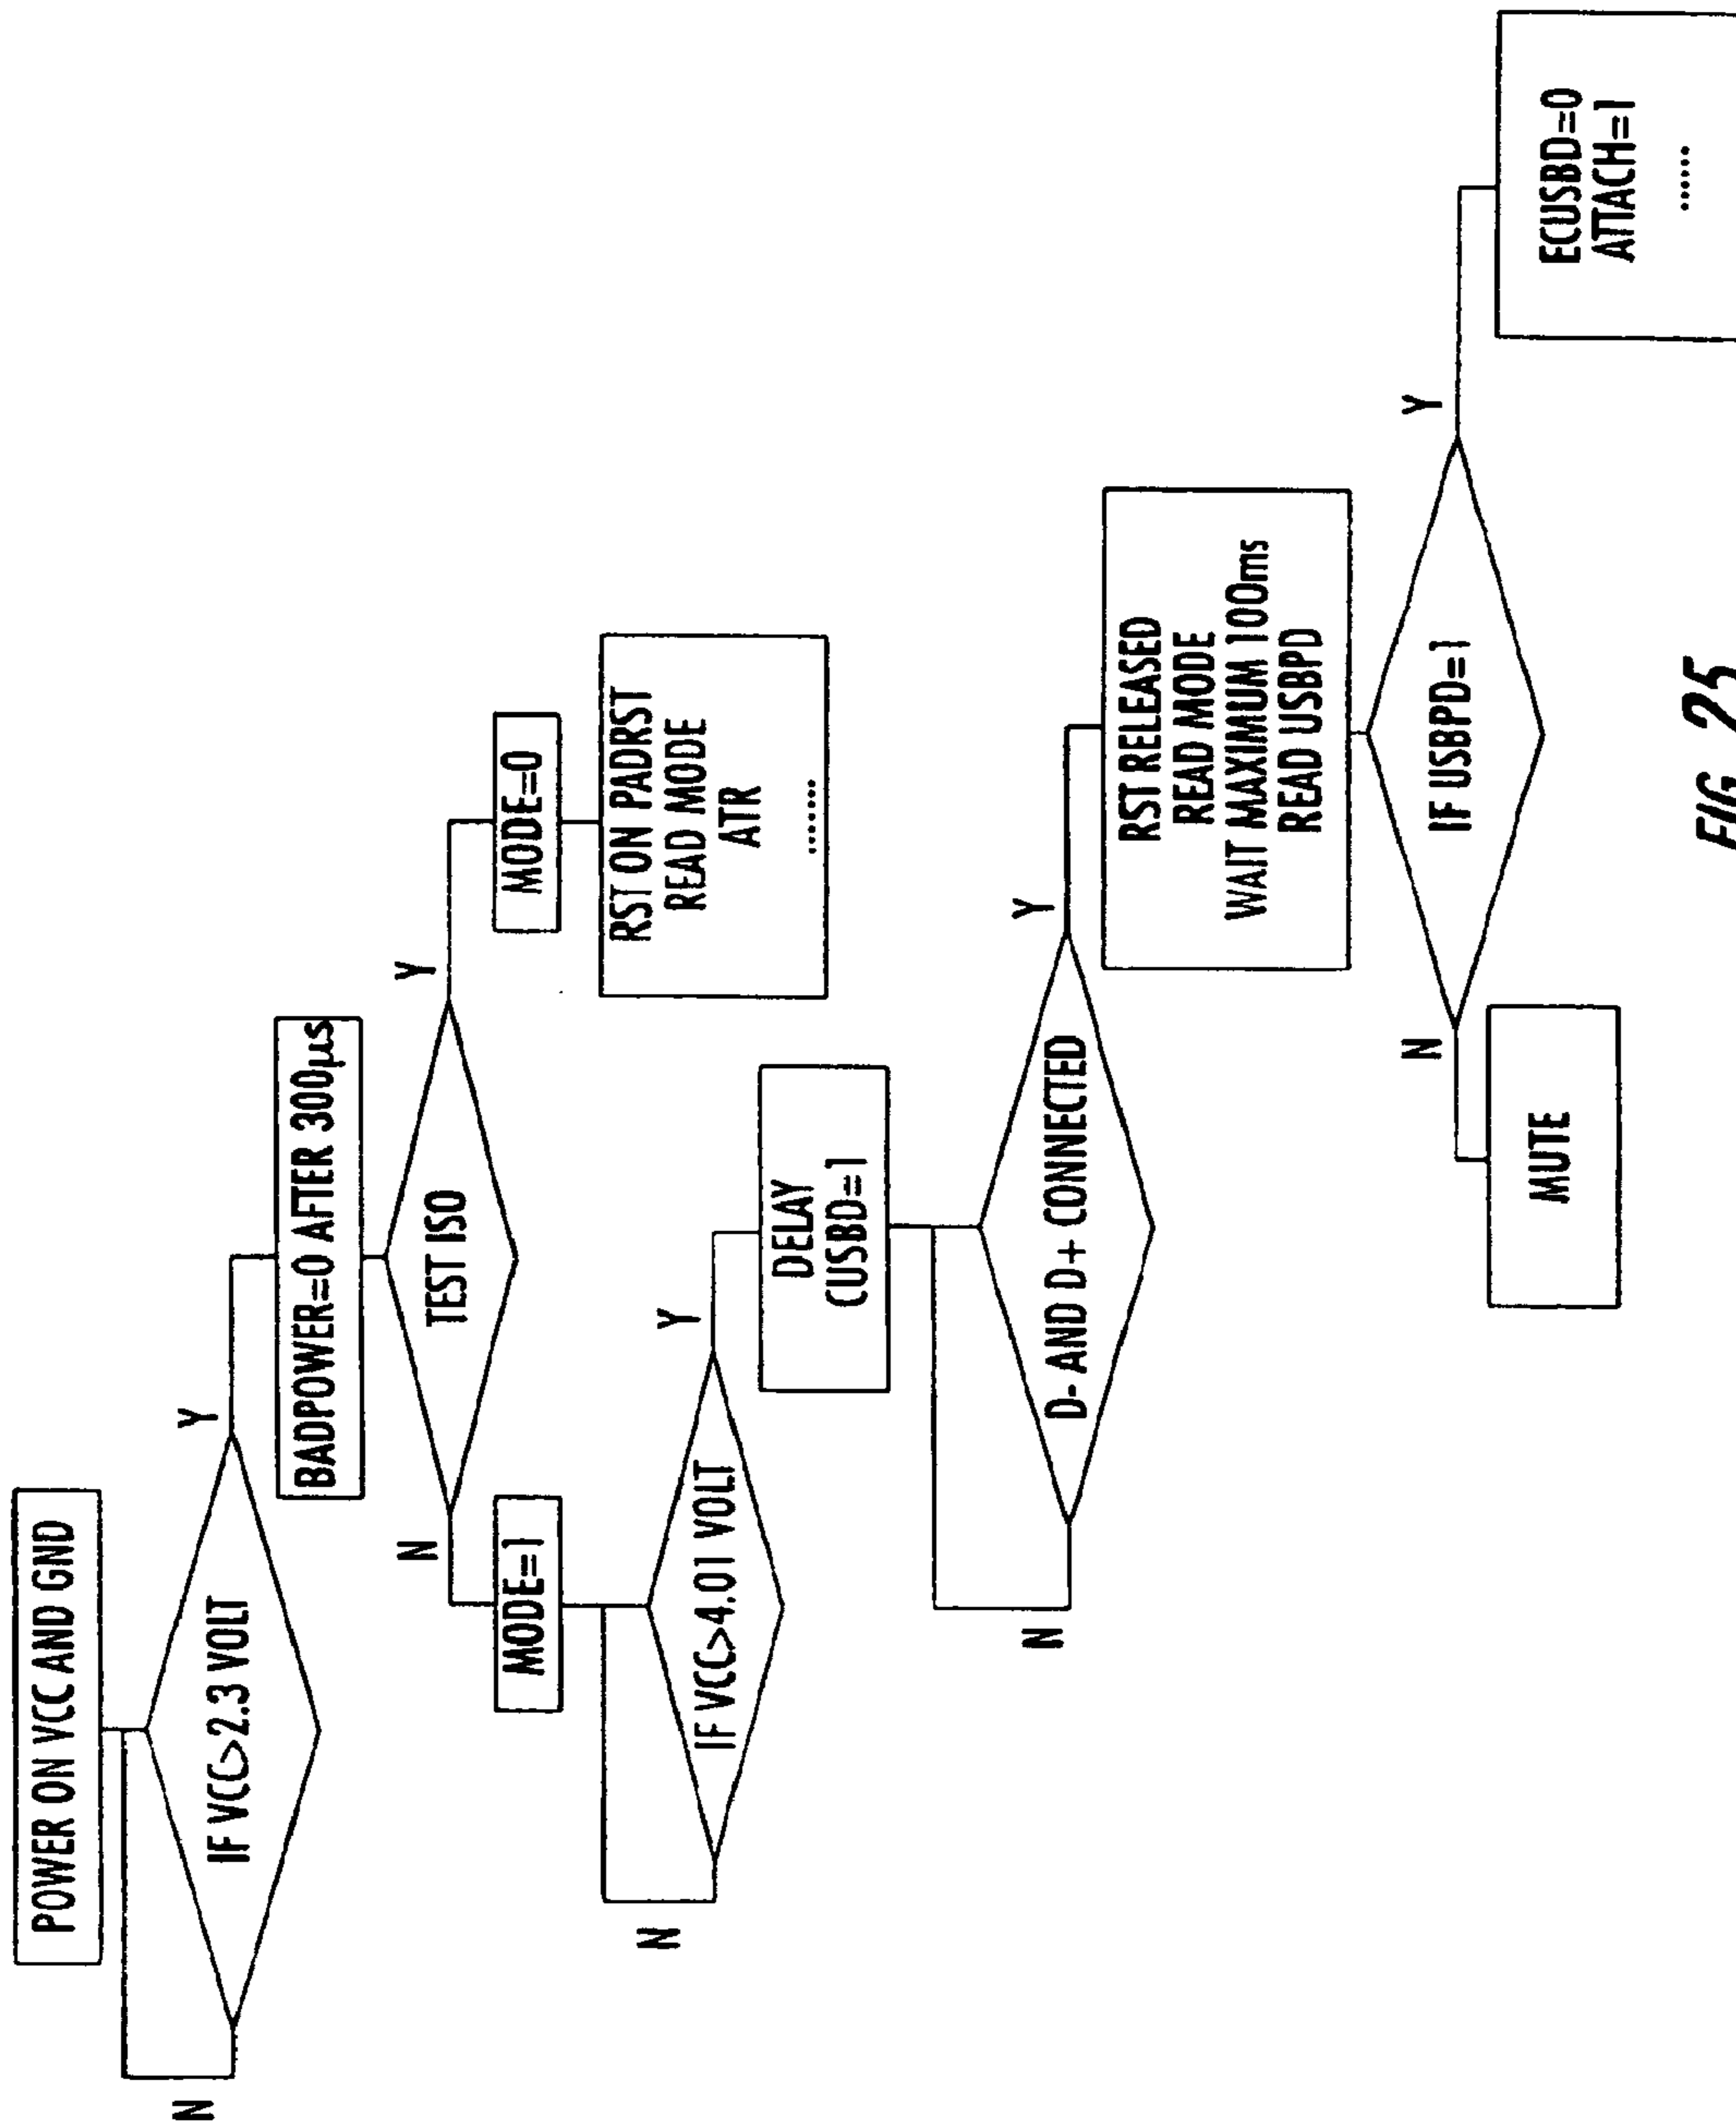 POWER ON VCC AND GND
IF VCC>2.3 VOLT
N
Y
BADPOWER=0 AFTER 300µs
TEST ISO
N
Y
MODE=1
MODE=0
RST ON PADRST
READ MODE
ATR
.......
IF VCC>4.01 VOLT
N
Y
DELAY
CUSBD=1
D- AND D+ CONNECTED
N
Y
RST RELEASED
READ MODE
WAIT MAXIMUM 100ms
READ USBPD
IF USBPD=1
N
Y
MUTE
ECUSBD=0
ATTACH=1
......
FIG 25